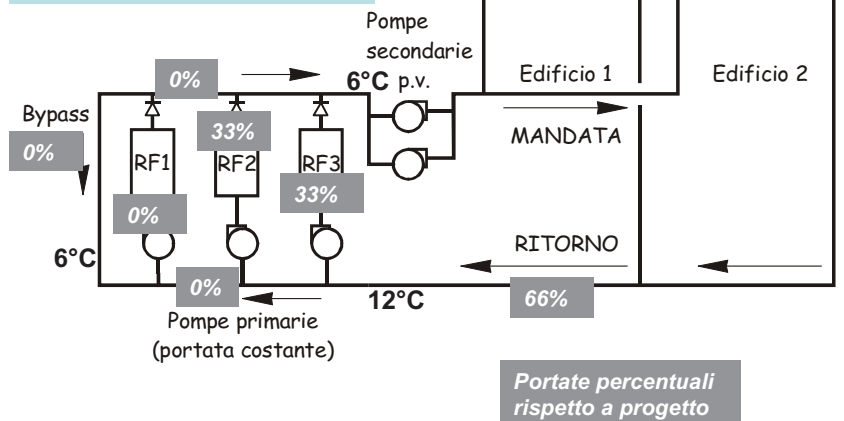 Pompe
secondarie
p.v.
6°C
0%
Edificio 1
Edificio 2
Bypass
0%
33%
MANDATA
RF1
RF2
RF3
33%
0%
RITORNO
6°C
0%
12°C
66%
Pompe primarie
(portata costante)
Portate percentuali
rispetto a progetto